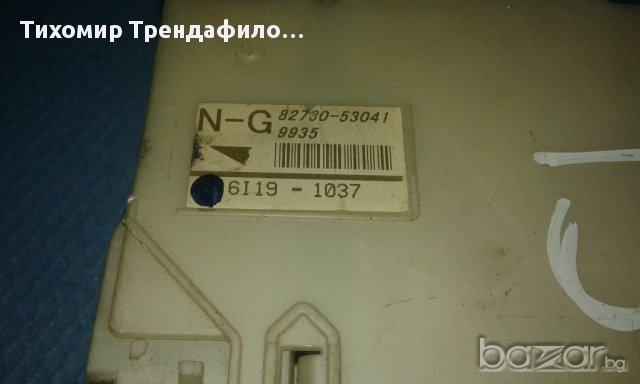 Тихомир Трендафило...
N-G 82730-53041
9935
6I19 - 1037
bazar.bg